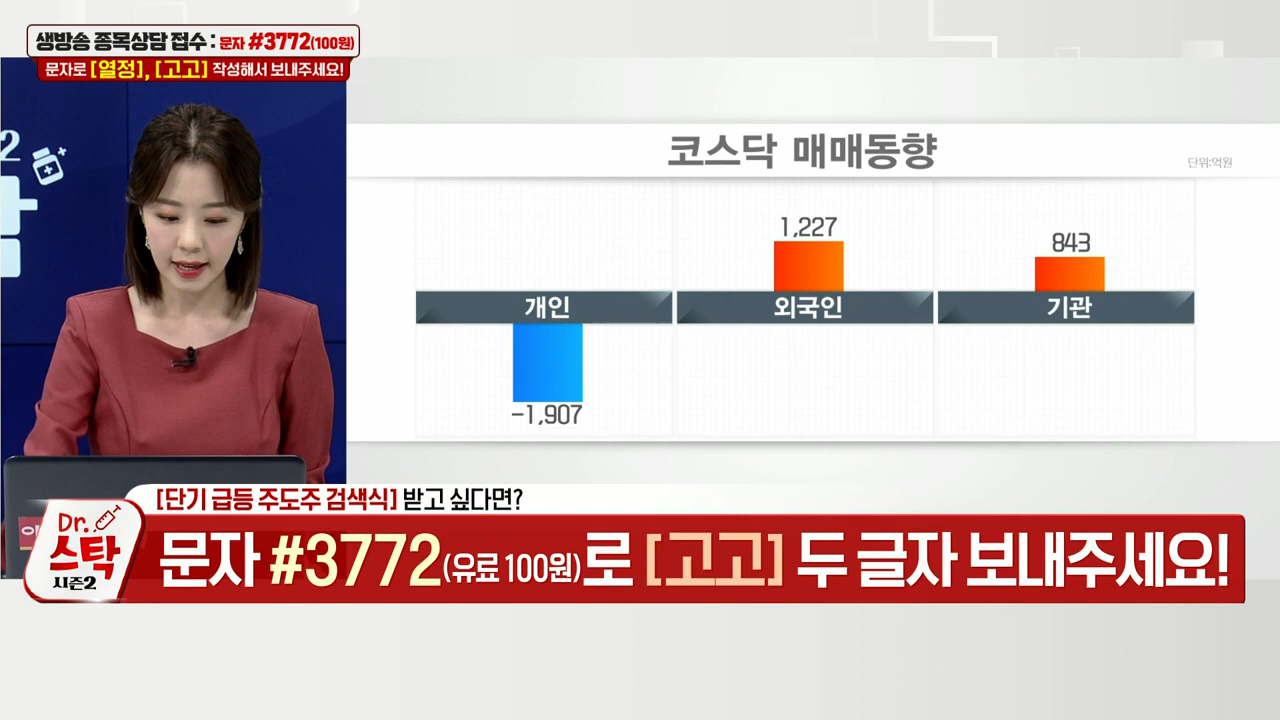 생방송 종목상담 접수 : 문자 #3772(100원)
문자로 [열정], [고고] 작성해서 보내주세요!
2
코스닥 매매동향
단위:억원
1,227
843
개인
외국인
기관
-1,907
[단기 급등 주도주 검색식] 받고 싶다면?
Dr.
스탁
시즌2
문자 #3772(유료 100원)로 [고고] 두 글자 보내주세요!